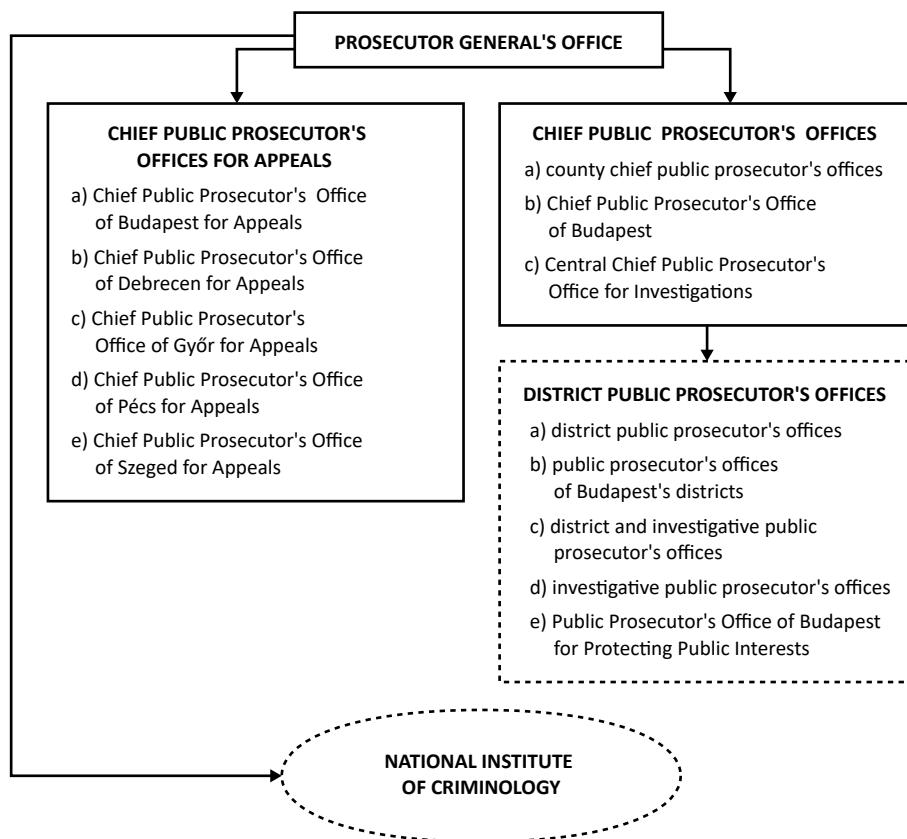 PROSECUTOR GENERAL'S OFFICE
CHIEF PUBLIC PROSECUTOR'S
OFFICES FOR APPEALS
a) Chief Public Prosecutor's Office
of Budapest for Appeals
b) Chief Public Prosecutor's Office
of Debrecen for Appeals
c) Chief Public Prosecutor's
Office of Győr for Appeals
d) Chief Public Prosecutor's Office
of Pécs for Appeals
e) Chief Public Prosecutor's Office
of Szeged for Appeals
CHIEF PUBLIC PROSECUTOR'S OFFICES
a) county chief public prosecutor's offices
b) Chief Public Prosecutor's Office
of Budapest
c) Central Chief Public Prosecutor's
Office for Investigations
DISTRICT PUBLIC PROSECUTOR'S OFFICES
a) district public prosecutor's offices
b) public prosecutor's offices
of Budapest's districts
c) district and investigative public
prosecutor's offices
d) investigative public prosecutor's offices
e) Public Prosecutor's Office of Budapest
for Protecting Public Interests
NATIONAL INSTITUTE
OF CRIMINOLOGY